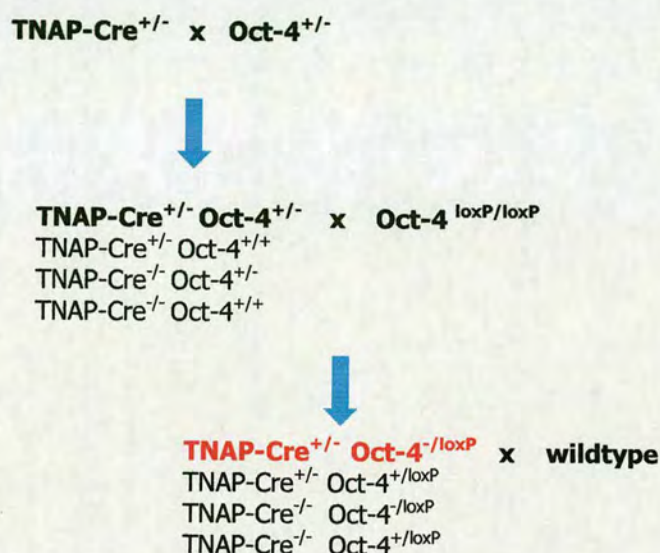 TNAP-Cre⁺/⁻ x Oct-4⁺/⁻
TNAP-Cre⁺/⁻ Oct-4⁺/⁻ x Oct-4 ˡᵒˣᴾ/ˡᵒˣᴾ
TNAP-Cre⁺/⁻ Oct-4⁺/⁺
TNAP-Cre⁻/⁻ Oct-4⁺/⁻
TNAP-Cre⁻/⁻ Oct-4⁺/⁺
TNAP-Cre⁺/⁻ Oct-4⁻/ˡᵒˣᴾ x wildtype
TNAP-Cre⁺/⁻ Oct-4⁺/ˡᵒˣᴾ
TNAP-Cre⁻/⁻ Oct-4⁻/ˡᵒˣᴾ
TNAP-Cre⁻/⁻ Oct-4⁺/ˡᵒˣᴾ